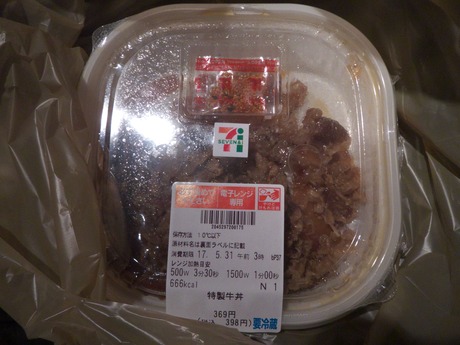 SEVEN&i
電子レンジ
専用
保存方法 10℃以下
原材料名は裏面ラベルに記載
消費期限 17. 5.31 午前 3時
レンジ加熱目安
500W 3分30秒 1500W 1分00秒
666kcal N 1
特製牛丼
369円
398円) 要冷蔵